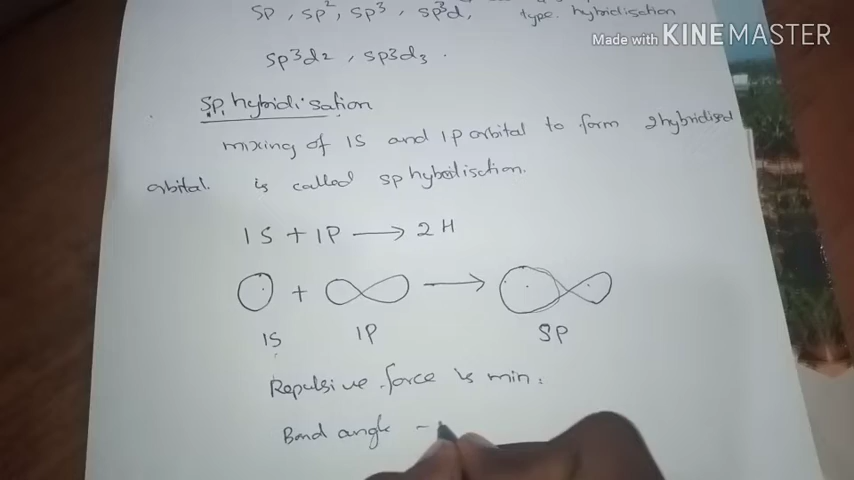 sp, sp², sp³, sp³d, type hybridisation
Made with KINEMASTER
sp³d2, sp3d3.
sp hybridisation
mixing of 1S and 1P orbital to form 2hybridised
orbital. is called sp hybridisation.
1S + 1P → 2H
+ →
1S 1P SP
Repulsive force is min.
Bond angle -